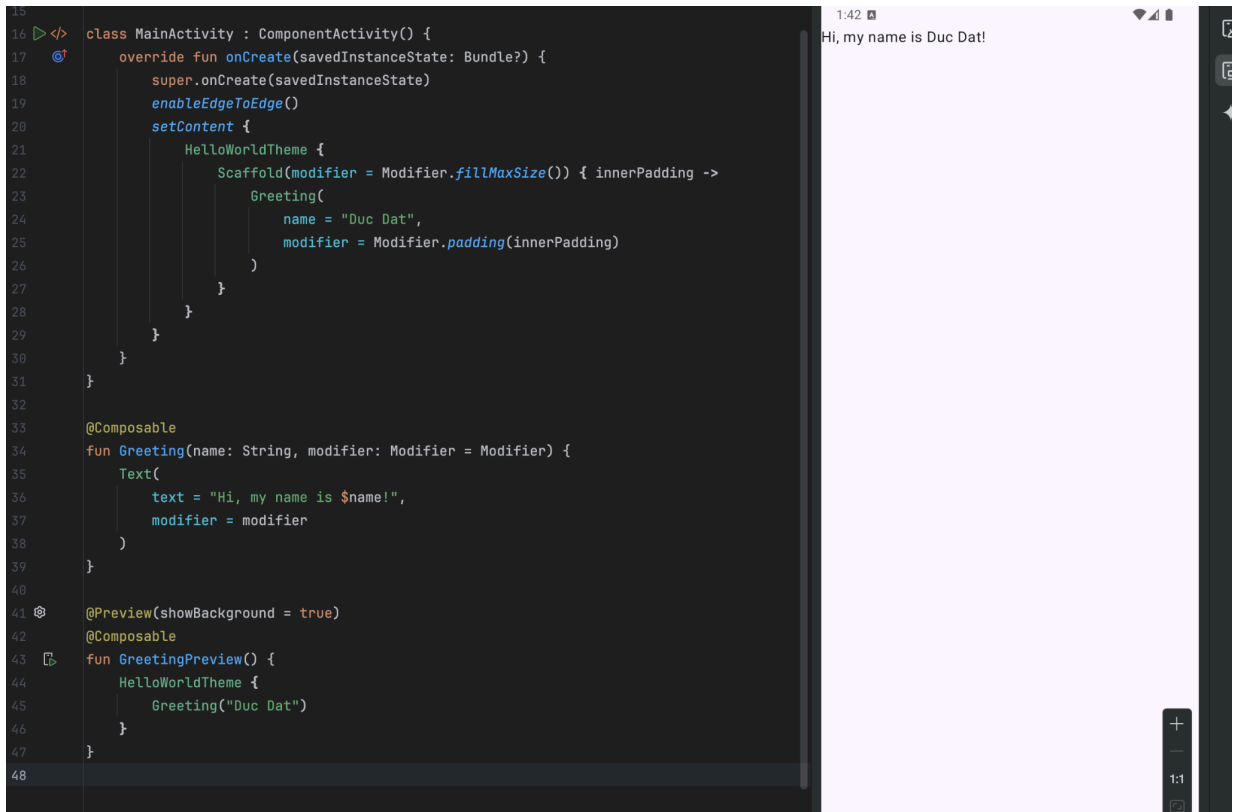 15
16 </> class MainActivity : ComponentActivity() {
17 override fun onCreate(savedInstanceState: Bundle?) {
18 super.onCreate(savedInstanceState)
19 enableEdgeToEdge()
20 setContent {
21 HelloWorldTheme {
22 Scaffold(modifier = Modifier.fillMaxSize()) { innerPadding ->
23 Greeting(
24 name = "Duc Dat",
25 modifier = Modifier.padding(innerPadding)
26 )
27 }
28 }
29 }
30 }
31 }
32
33 @Composable
34 fun Greeting(name: String, modifier: Modifier = Modifier) {
35 Text(
36 text = "Hi, my name is $name!",
37 modifier = modifier
38 )
39 }
40
41 @Preview(showBackground = true)
42 @Composable
43 fun GreetingPreview() {
44 HelloWorldTheme {
45 Greeting("Duc Dat")
46 }
47 }
48
1:42
Hi, my name is Duc Dat!
1:1